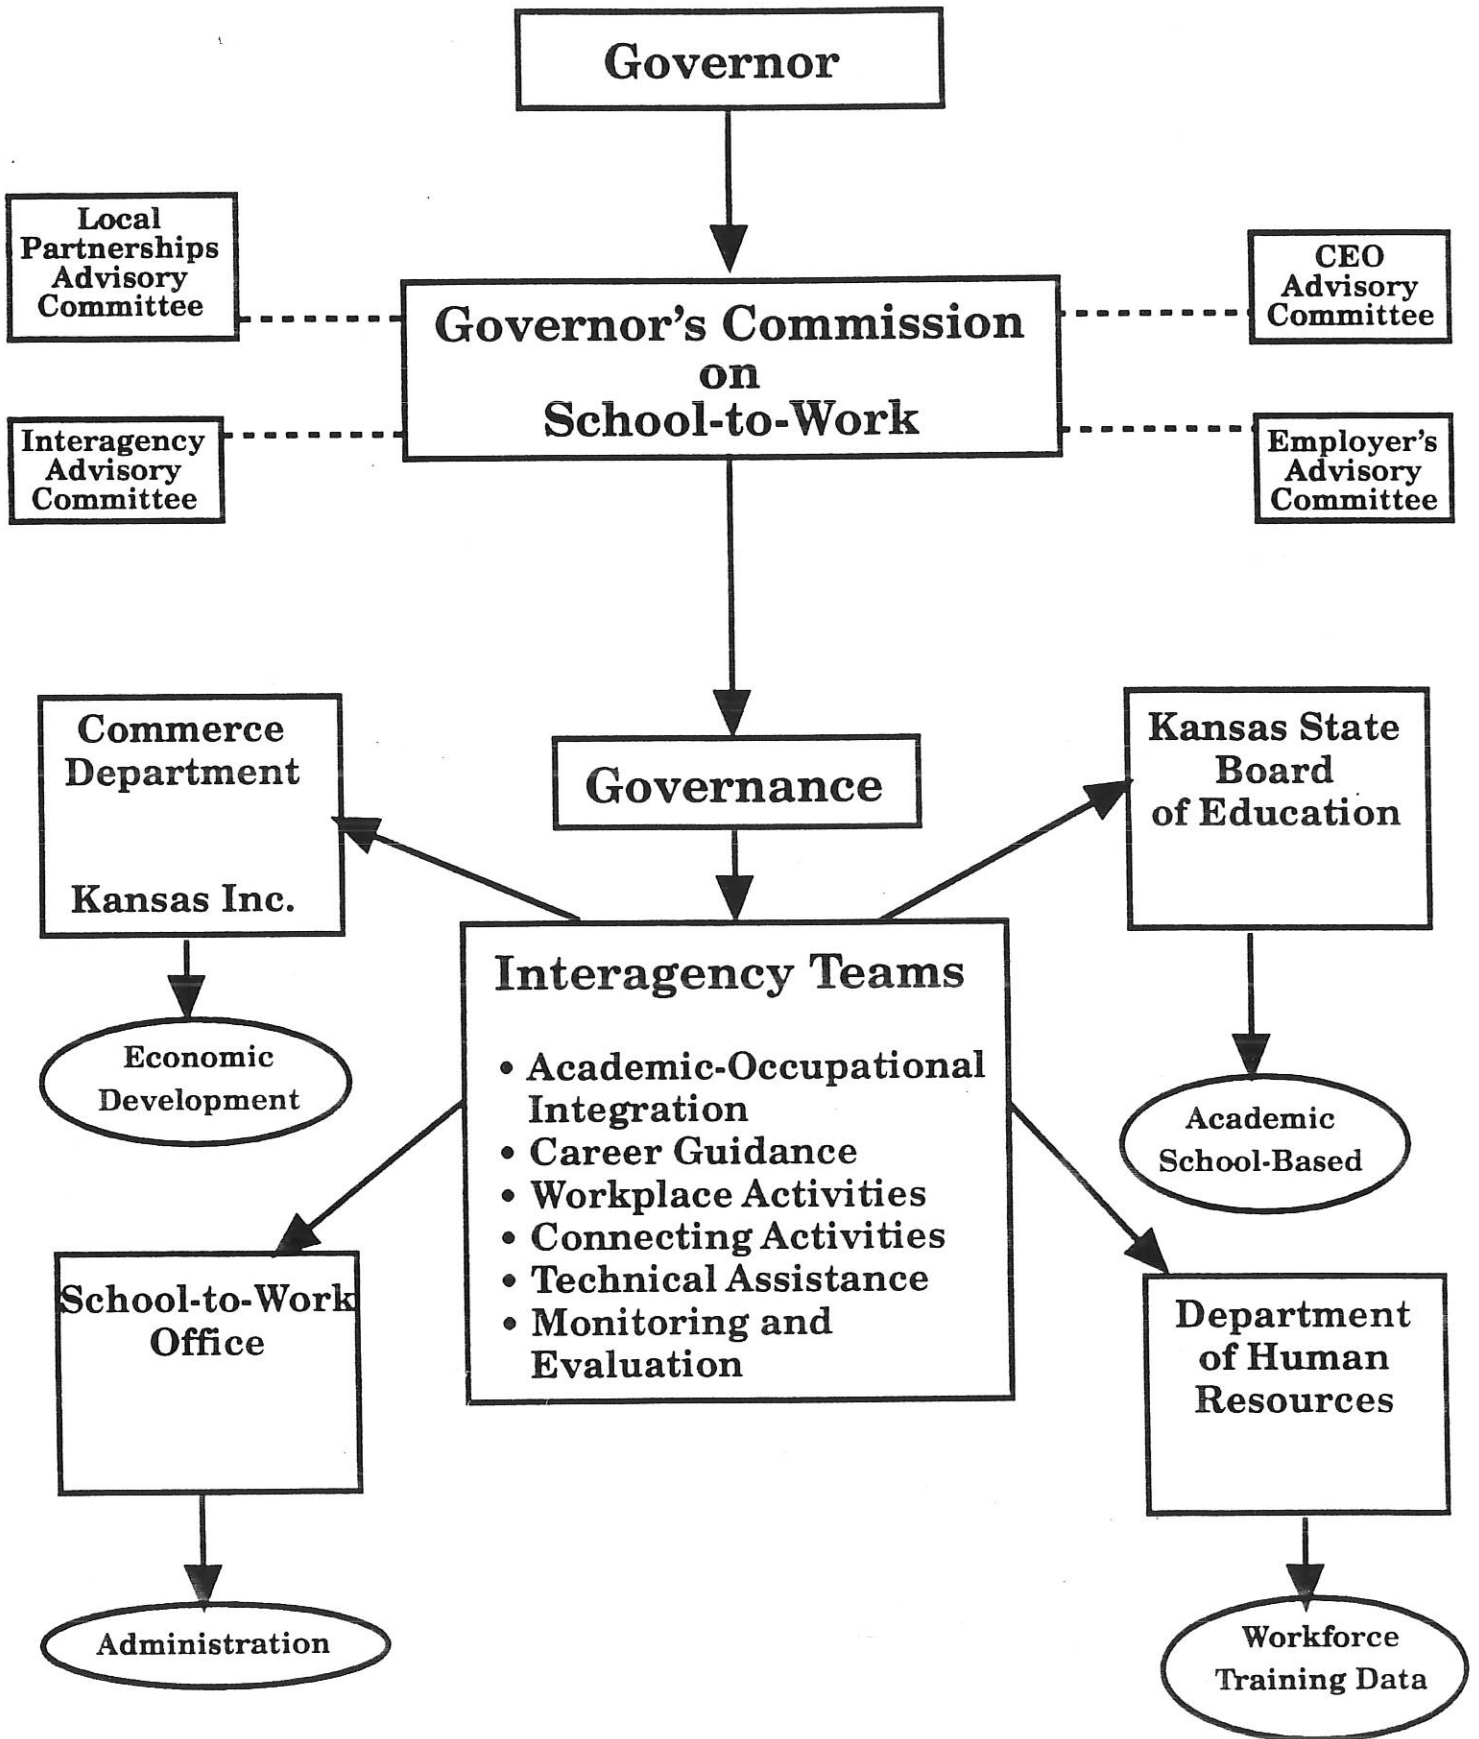 Governor
Local
Partnerships
Advisory
Committee
CEO
Advisory
Committee
Governor's Commission
on
School-to-Work
Interagency
Advisory
Committee
Employer's
Advisory
Committee
Commerce
Department
Kansas Inc.
Governance
Kansas State
Board
of Education
Interagency Teams
• Academic-Occupational
Integration
• Career Guidance
• Workplace Activities
• Connecting Activities
• Technical Assistance
• Monitoring and
Evaluation
Economic
Development
Academic
School-Based
School-to-Work
Office
Department
of Human
Resources
Administration
Workforce
Training Data